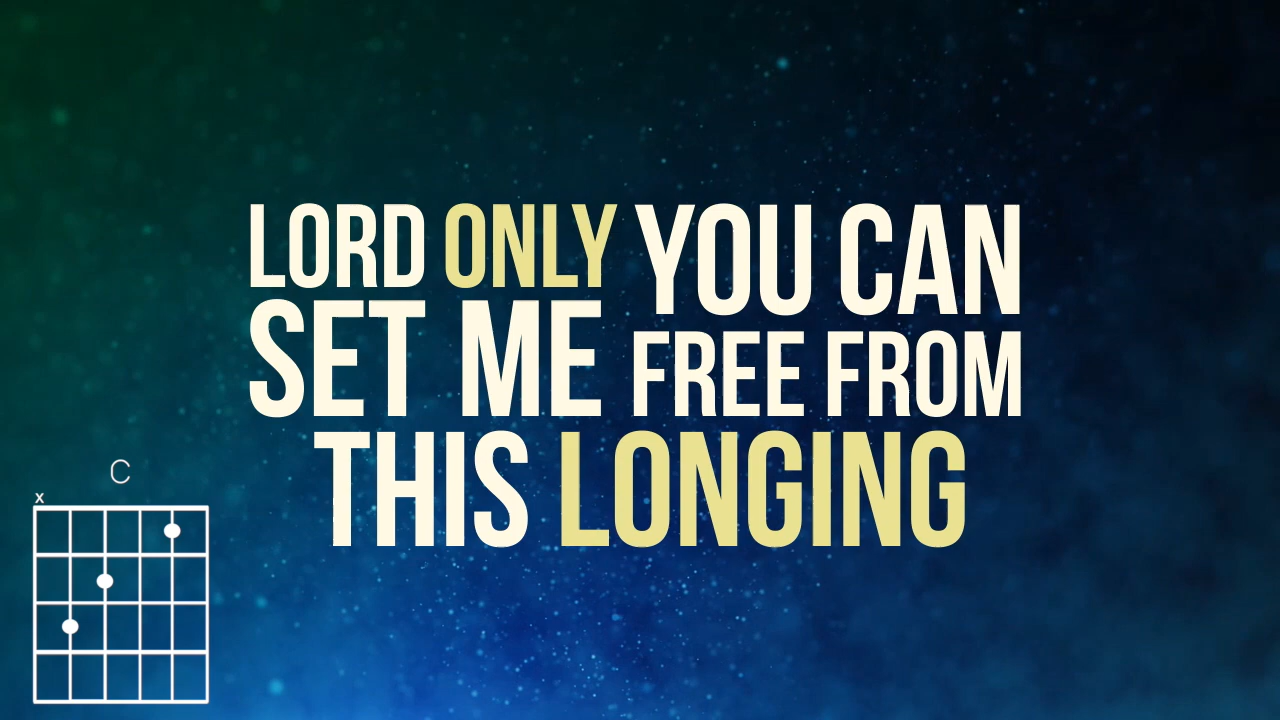 LORD ONLY YOU CAN
SET ME FREE FROM
THIS LONGING
C
x